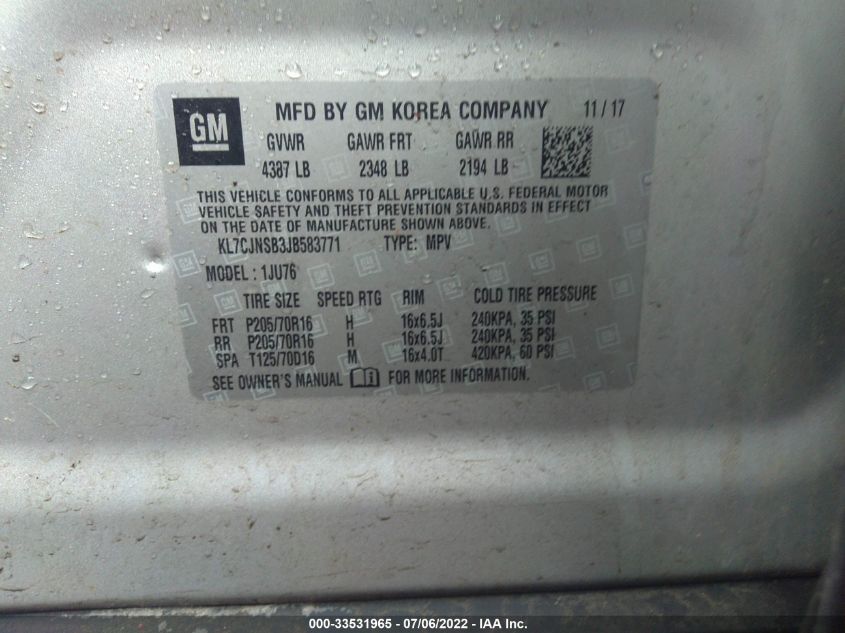 GM MFD BY GM KOREA COMPANY 11 / 17
GVWR GAWR FRT GAWR RR
4387 LB 2348 LB 2194 LB
THIS VEHICLE CONFORMS TO ALL APPLICABLE U.S. FEDERAL MOTOR
VEHICLE SAFETY AND THEFT PREVENTION STANDARDS IN EFFECT
ON THE DATE OF MANUFACTURE SHOWN ABOVE.
KL7CJNSB3JB583771 TYPE: MPV
MODEL : 1JU76
TIRE SIZE SPEED RTG RIM COLD TIRE PRESSURE
FRT P205/70R16 H 16x6.5J 240KPA, 35 PSI
RR P205/70R16 H 16x6.5J 240KPA, 35 PSI
SPA T125/70D16 M 16x4.0T 420KPA, 60 PSI
SEE OWNER'S MANUAL FOR MORE INFORMATION.
000-33531965 - 07/06/2022 - IAA Inc.